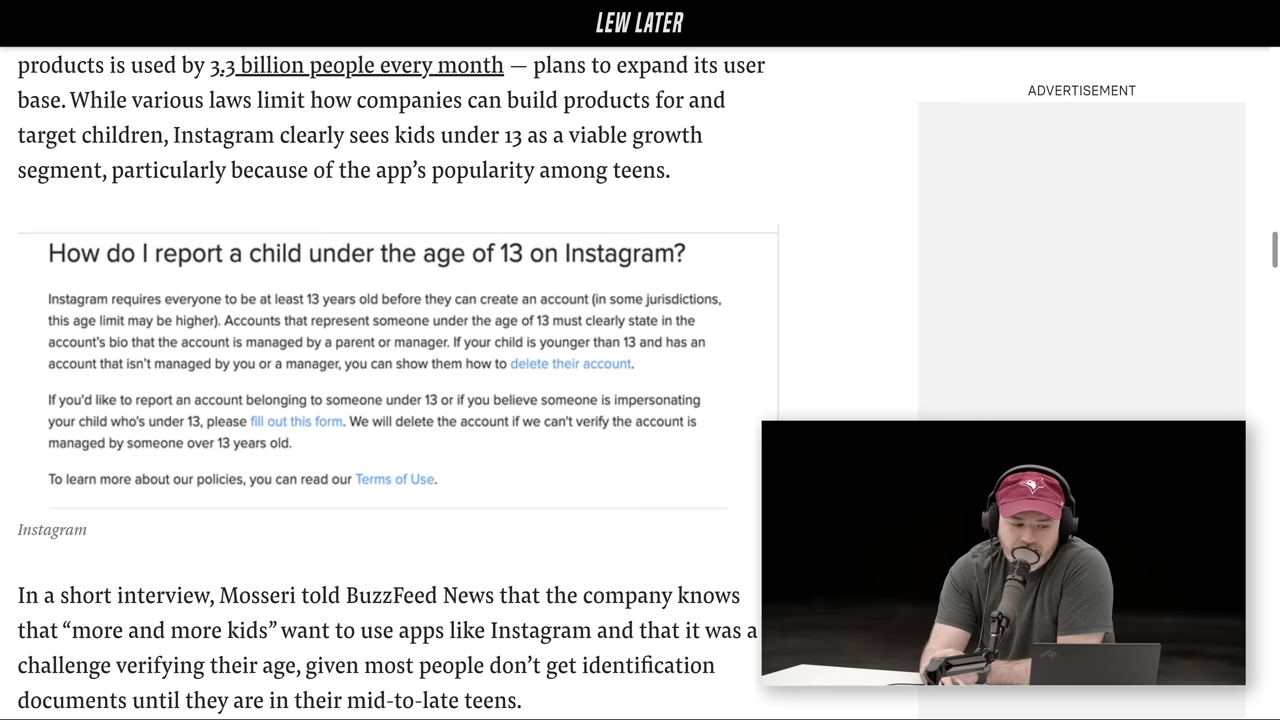 LEW LATER
products is used by 3.3 billion people every month — plans to expand its user
base. While various laws limit how companies can build products for and
target children, Instagram clearly sees kids under 13 as a viable growth
segment, particularly because of the app’s popularity among teens.
ADVERTISEMENT
How do I report a child under the age of 13 on Instagram?
Instagram requires everyone to be at least 13 years old before they can create an account (in some jurisdictions,
this age limit may be higher). Accounts that represent someone under the age of 13 must clearly state in the
account's bio that the account is managed by a parent or manager. If your child is younger than 13 and has an
account that isn't managed by you or a manager, you can show them how to delete their account.
If you'd like to report an account belonging to someone under 13 or if you believe someone is impersonating
your child who's under 13, please fill out this form. We will delete the account if we can't verify the account is
managed by someone over 13 years old.
To learn more about our policies, you can read our Terms of Use.
Instagram
In a short interview, Mosseri told BuzzFeed News that the company knows
that “more and more kids” want to use apps like Instagram and that it was a
challenge verifying their age, given most people don’t get identification
documents until they are in their mid-to-late teens.